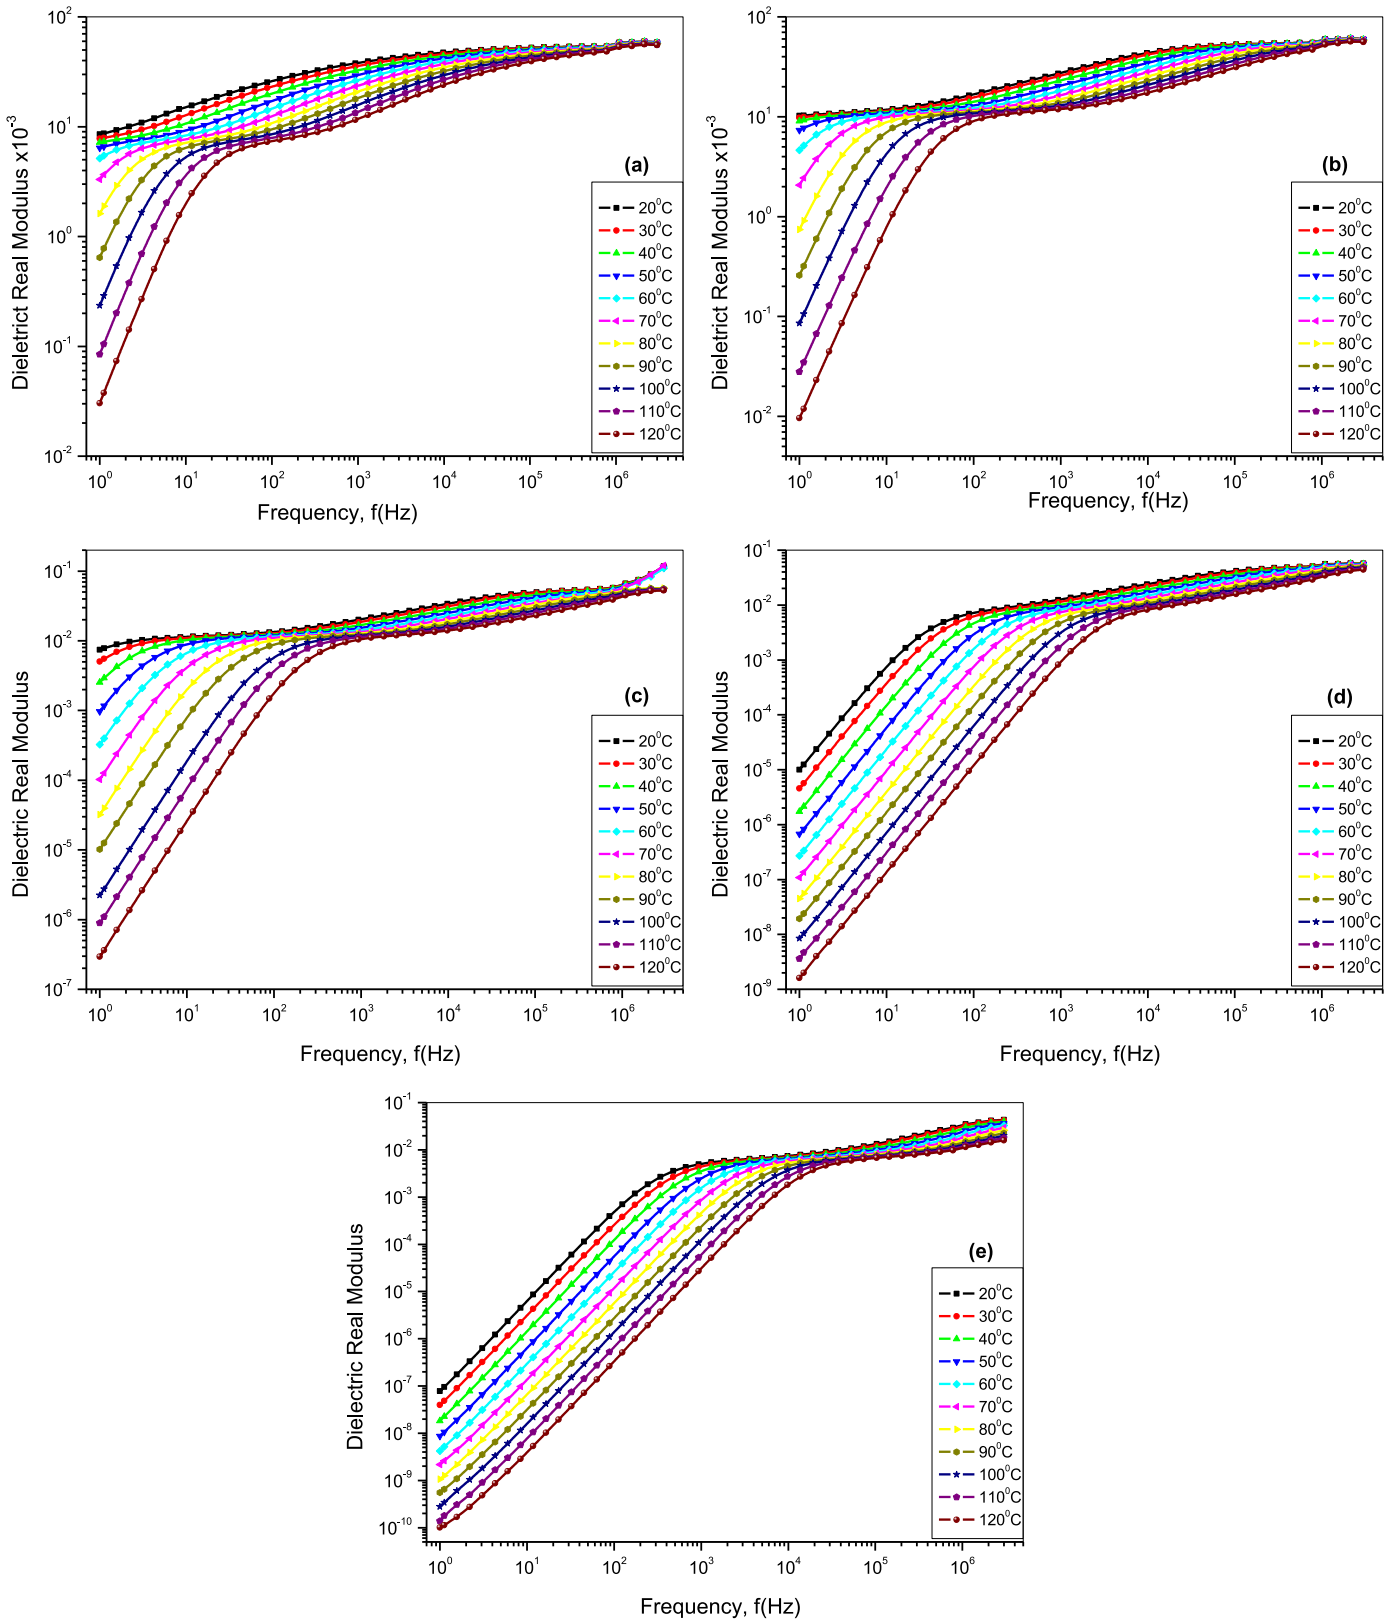 Dieletrict Real Modulus x10⁻³
10²
10¹
10⁰
10⁻¹
10⁻²
(a)
20⁰C
30⁰C
40⁰C
50⁰C
60⁰C
70⁰C
80⁰C
90⁰C
100⁰C
110⁰C
120⁰C
10⁰ 10¹ 10² 10³ 10⁴ 10⁵ 10⁶
Frequency, f(Hz)
Dieletrict Real Modulus x10⁻³
10²
10¹
10⁰
10⁻¹
10⁻²
(b)
20⁰C
30⁰C
40⁰C
50⁰C
60⁰C
70⁰C
80⁰C
90⁰C
100⁰C
110⁰C
120⁰C
10⁰ 10¹ 10² 10³ 10⁴ 10⁵ 10⁶
Frequency, f(Hz)
Dielectric Real Modulus
10⁻¹
10⁻²
10⁻³
10⁻⁴
10⁻⁵
10⁻⁶
10⁻⁷
(c)
20⁰C
30⁰C
40⁰C
50⁰C
60⁰C
70⁰C
80⁰C
90⁰C
100⁰C
110⁰C
120⁰C
10⁰ 10¹ 10² 10³ 10⁴ 10⁵ 10⁶
Frequency, f(Hz)
Dielectric Real Modulus
10⁻¹
10⁻²
10⁻³
10⁻⁴
10⁻⁵
10⁻⁶
10⁻⁷
10⁻⁸
10⁻⁹
(d)
20⁰C
30⁰C
40⁰C
50⁰C
60⁰C
70⁰C
80⁰C
90⁰C
100⁰C
110⁰C
120⁰C
10⁰ 10¹ 10² 10³ 10⁴ 10⁵ 10⁶
Frequency, f(Hz)
Dielectric Real Modulus
10⁻¹
10⁻²
10⁻³
10⁻⁴
10⁻⁵
10⁻⁶
10⁻⁷
10⁻⁸
10⁻⁹
10⁻¹⁰
(e)
20⁰C
30⁰C
40⁰C
50⁰C
60⁰C
70⁰C
80⁰C
90⁰C
100⁰C
110⁰C
120⁰C
10⁰ 10¹ 10² 10³ 10⁴ 10⁵ 10⁶
Frequency, f(Hz)